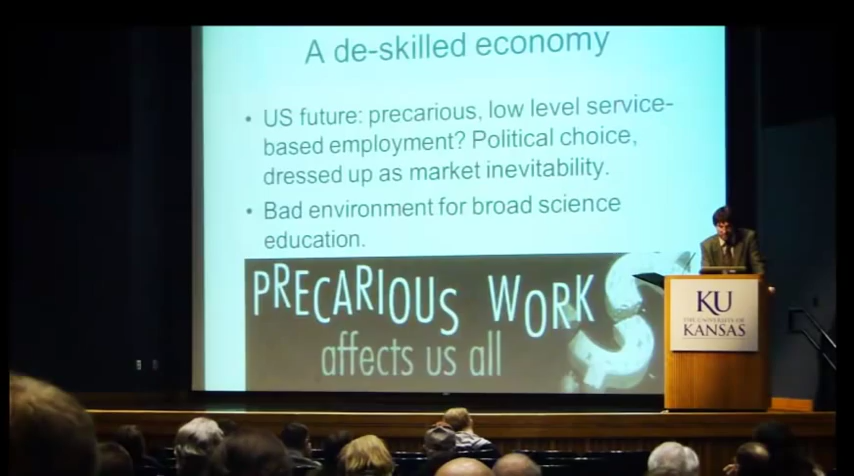 A de-skilled economy
• US future: precarious, low level service-
based employment? Political choice,
dressed up as market inevitability.
• Bad environment for broad science
education.
PRECARIOUS WORK
affects us all
KU
THE UNIVERSITY OF
KANSAS